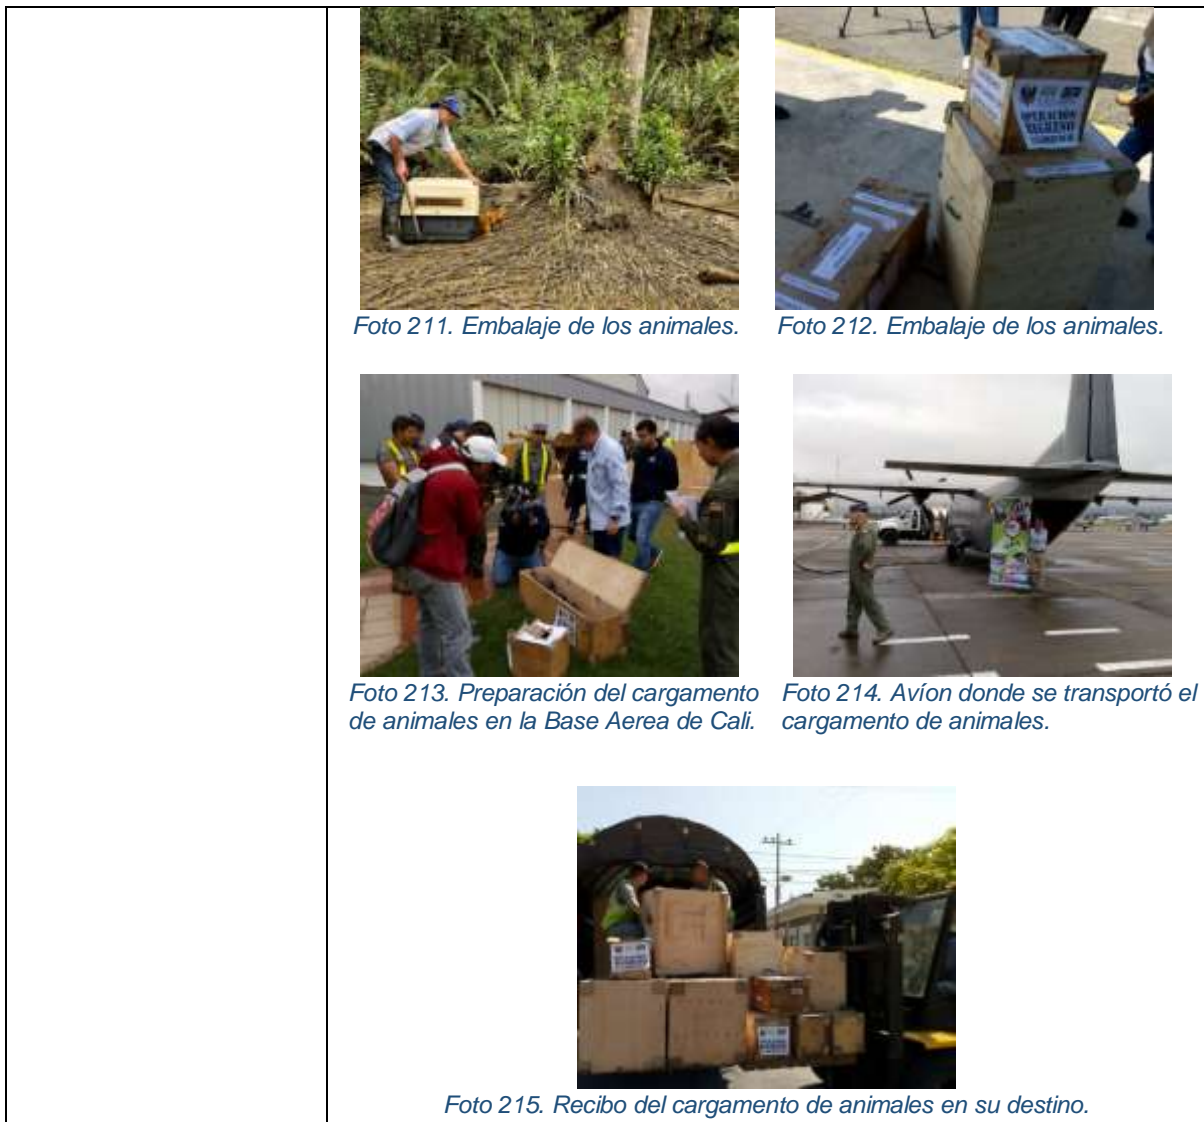 OPERACIÓN
REGRESO
Foto 211. Embalaje de los animales.
Foto 212. Embalaje de los animales.
Foto 213. Preparación del cargamento
de animales en la Base Aerea de Cali.
Foto 214. Avíon donde se transportó el
cargamento de animales.
Foto 215. Recibo del cargamento de animales en su destino.